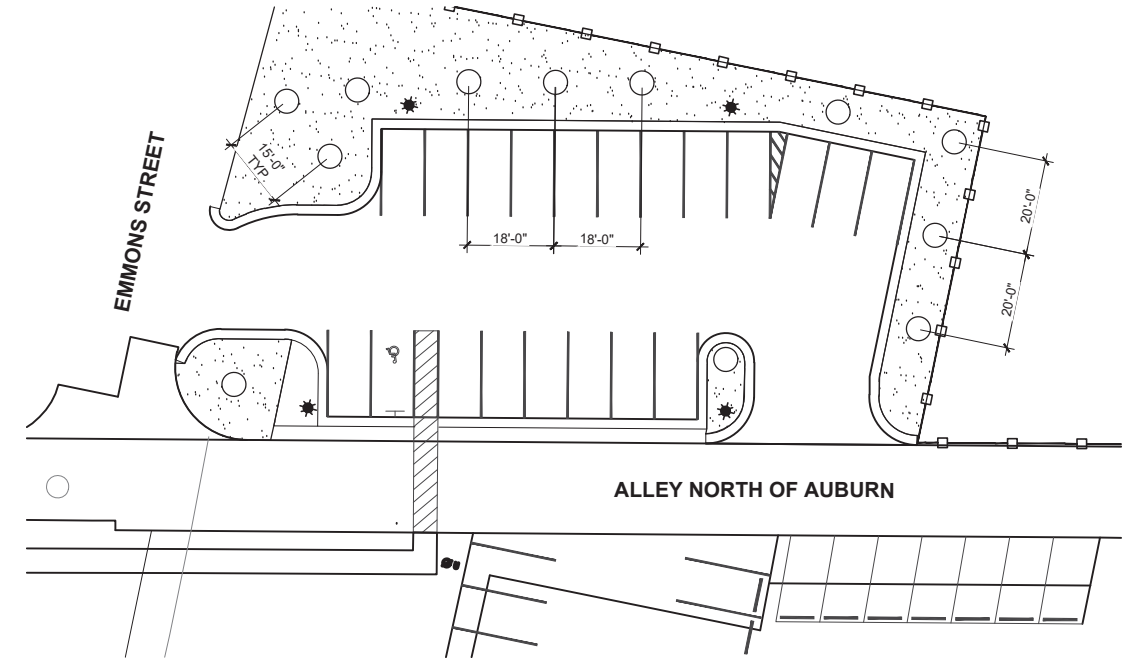 15'-0"
TYP.
EMMONS STREET
18'-0"
18'-0"
20'-0"
20'-0"
ALLEY NORTH OF AUBURN